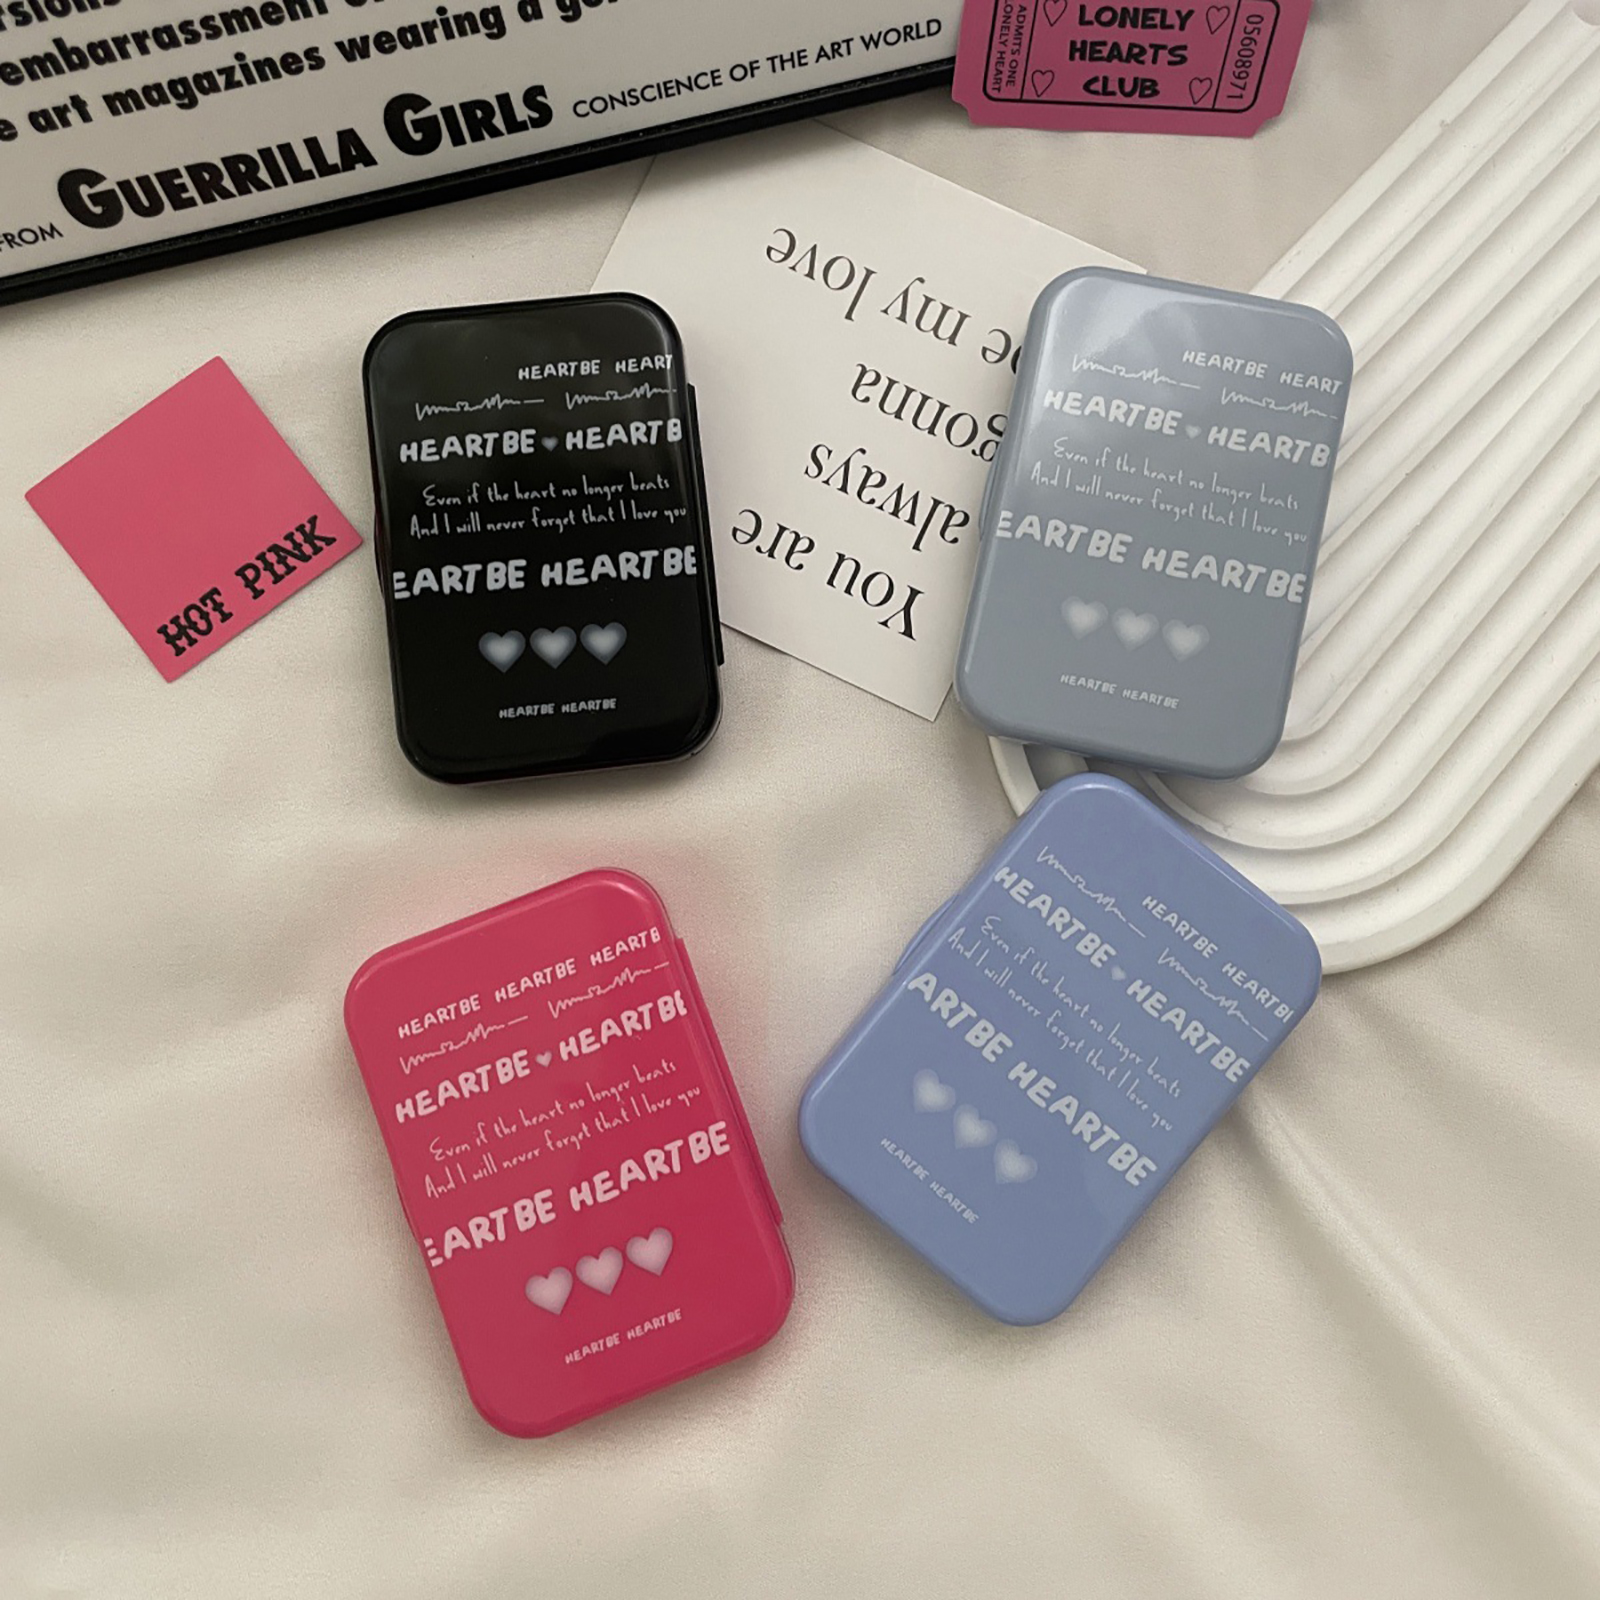 embarrassment
e art magazines wearing a
FROM GUERRILLA GIRLS CONSCIENCE OF THE ART WORLD
LONELY
HEARTS
CLUB
ADMITS ONE
LONELY HEART
05608971
You are
always
gonna
be my love
HOT PINK
HEARTBE HEART
HEARTBE HEARTB
Even if the heart no longer beats
And I will never forget that I love you
EARTBE HEARTBE
HEARTBE HEARTBE
HEARTBE HEART
HEARTBE HEARTB
Even if the heart no longer beats
And I will never forget that I love you
EARTBE HEARTBE
HEARTBE HEARTBE
HEARTBE HEARTBE HEARTB
HEARTBE HEARTBE
Even if the heart no longer beats
And I will never forget that I love you
EARTBE HEARTBE
HEARTBE HEARTBE
HEARTBE HEARTBE
HEARTBE HEARTBE
Even if the heart no longer beats
And I will never forget that I love you
ARTBE HEARTBE
HEARTBE HEARTBE